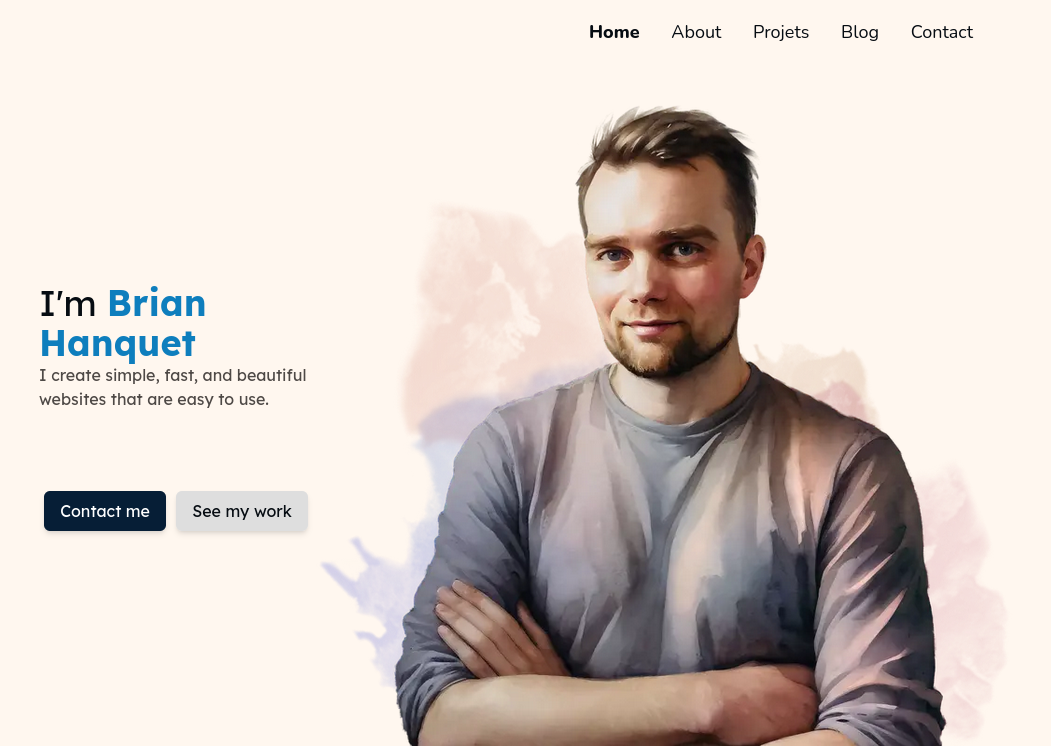 Home About Projets Blog Contact
I'm Brian
Hanquet
I create simple, fast, and beautiful
websites that are easy to use.
Contact me See my work